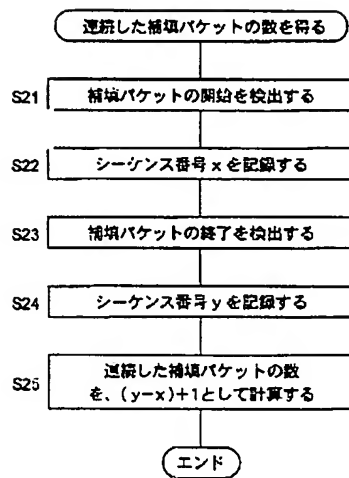 連続した補填パケットの数を得る
S21
補填パケットの開始を検出する
S22
シーケンス番号xを記録する
S23
補填パケットの終了を検出する
S24
シーケンス番号yを記録する
S25
連続した補填パケットの数
を、(y−x)+1として計算する
エンド